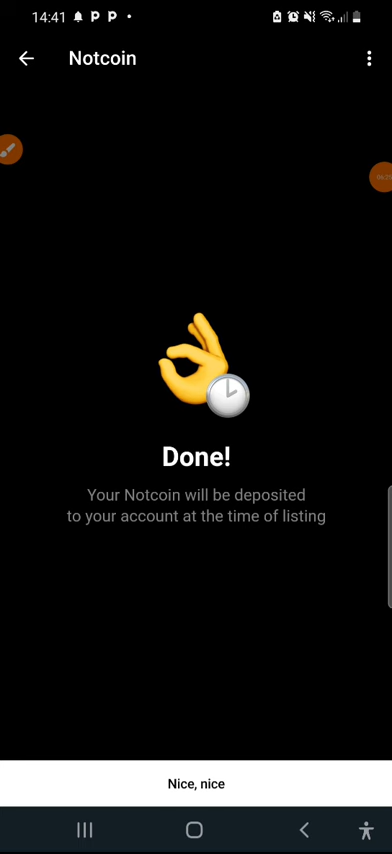 14:41
Notcoin
Done!
Your Notcoin will be deposited
to your account at the time of listing
Nice, nice